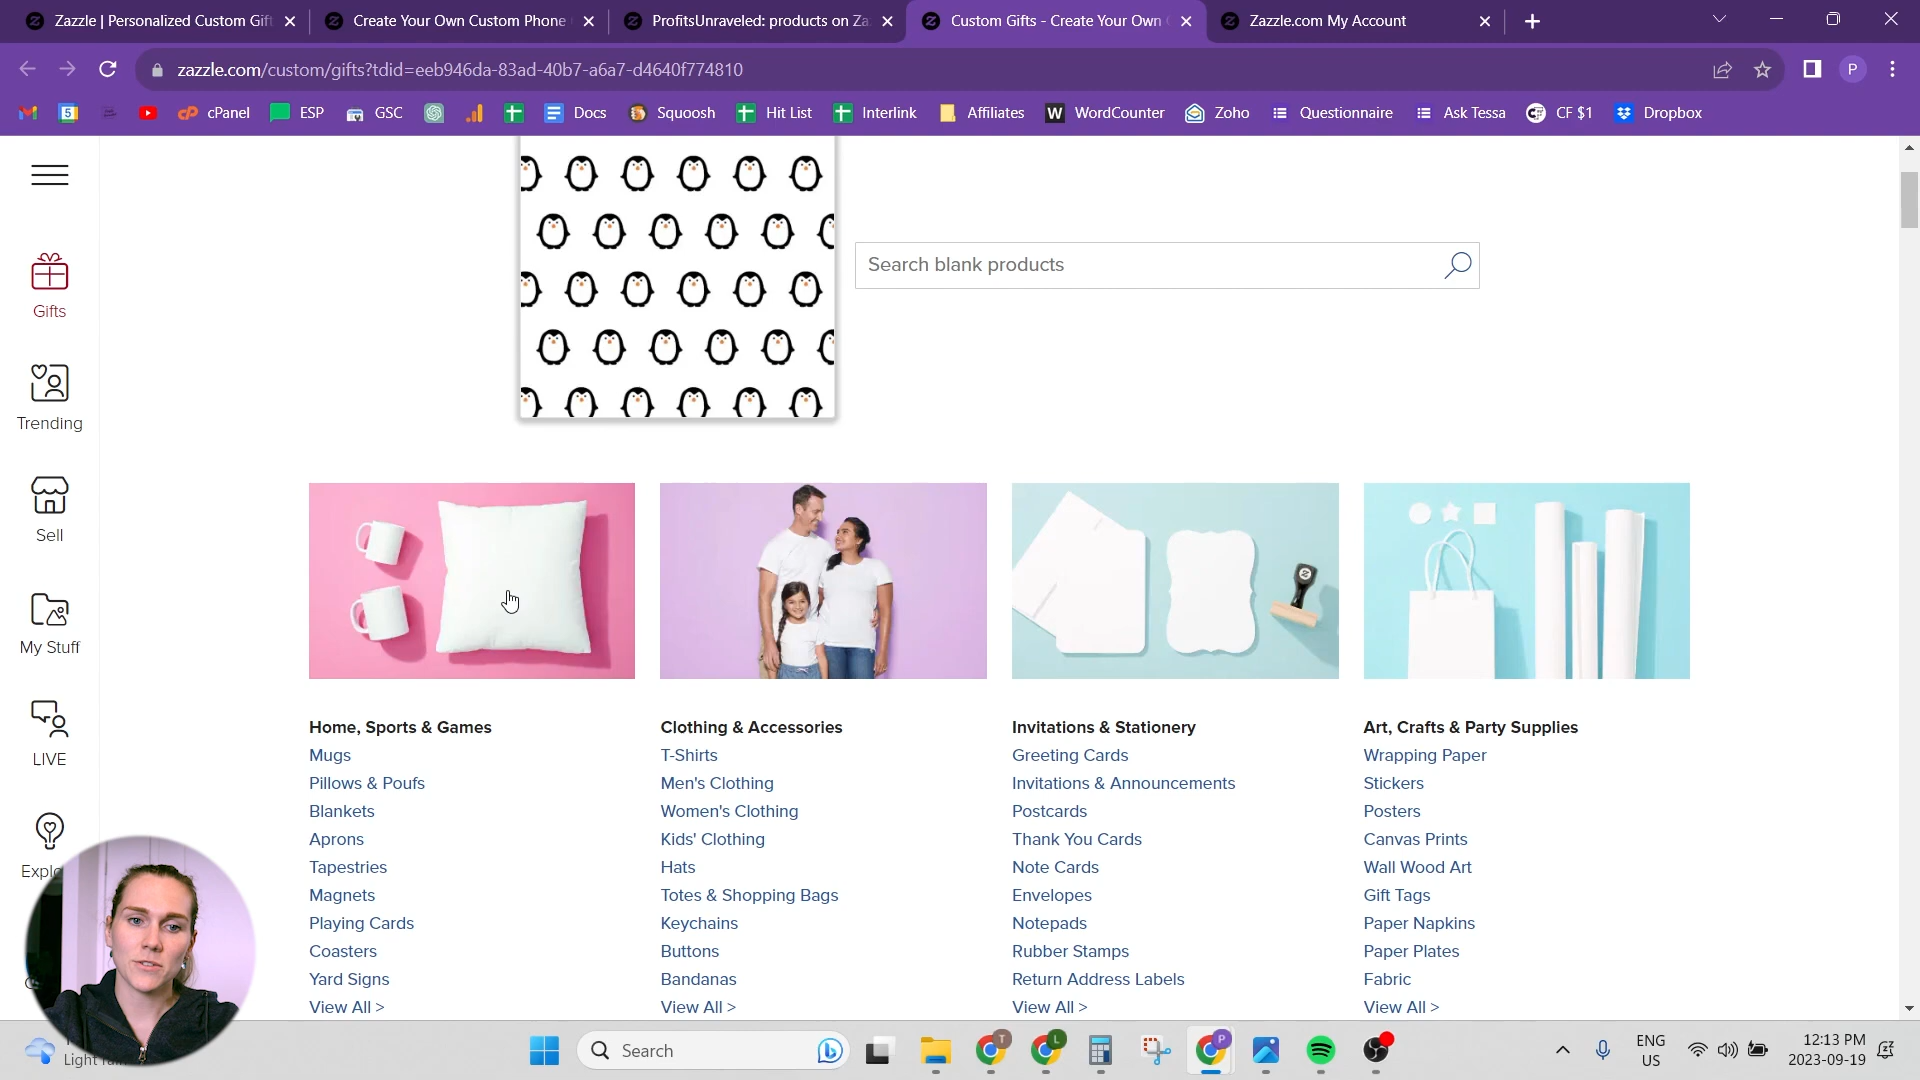 Zazzle | Personalized Custom Gift
Create Your Own Custom Phone
ProfitsUnraveled: products on Za
Custom Gifts - Create Your Own
Zazzle.com My Account
zazzle.com/custom/gifts?tdid=eeb946da-83ad-40b7-a6a7-d4640f774810
P
5
cPanel
ESP
GSC
Docs
Squoosh
Hit List
Interlink
Affiliates
W
WordCounter
Zoho
Questionnaire
Ask Tessa
CF $1
Dropbox
Search blank products
Gifts
Trending
Sell
My Stuff
LIVE
Home, Sports & Games
Mugs
Pillows & Poufs
Blankets
Aprons
Tapestries
Magnets
Playing Cards
Coasters
Yard Signs
View All >
Clothing & Accessories
T-Shirts
Men's Clothing
Women's Clothing
Kids' Clothing
Hats
Totes & Shopping Bags
Keychains
Buttons
Bandanas
View All >
Invitations & Stationery
Greeting Cards
Invitations & Announcements
Postcards
Thank You Cards
Note Cards
Envelopes
Notepads
Rubber Stamps
Return Address Labels
View All >
Art, Crafts & Party Supplies
Wrapping Paper
Stickers
Posters
Canvas Prints
Wall Wood Art
Gift Tags
Paper Napkins
Paper Plates
Fabric
View All >
Light
Search
T
L
P
ENG
US
12:13 PM
2023-09-19